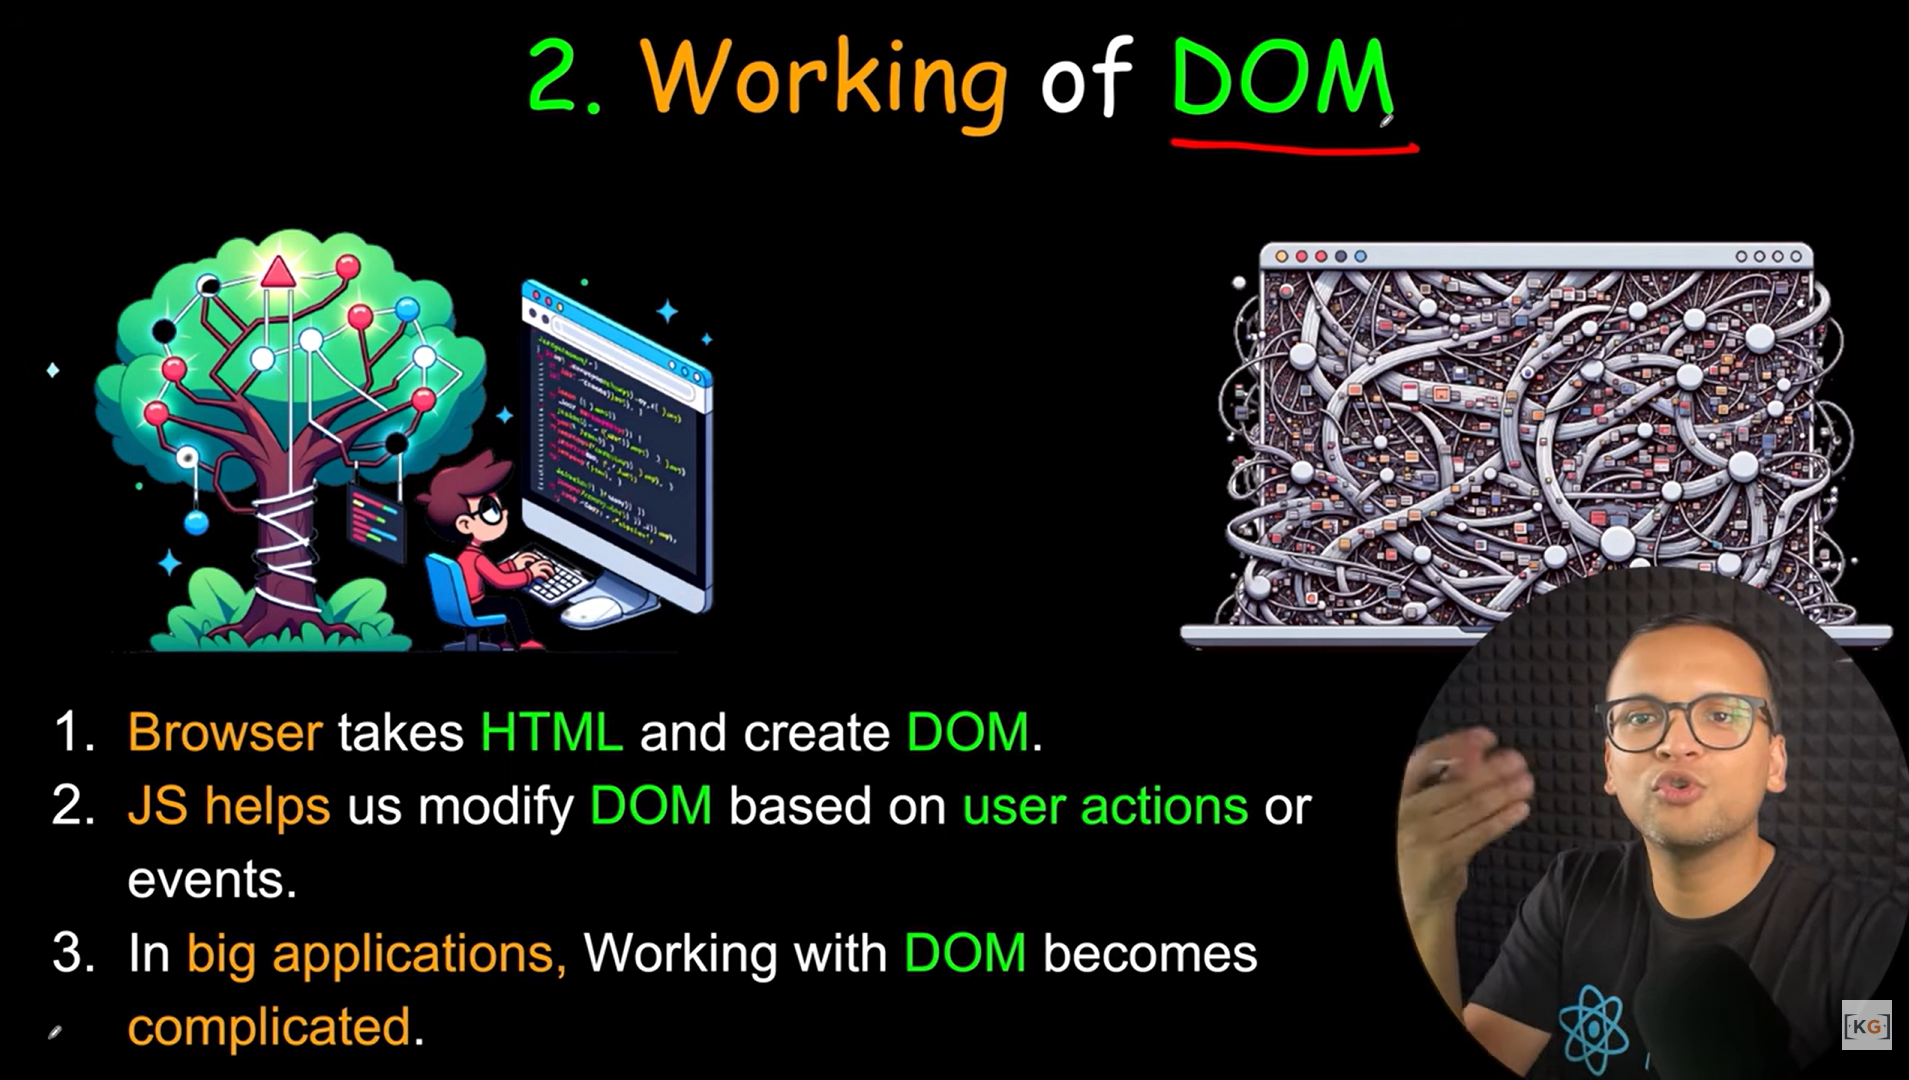 2. Working of DOM
1. Browser takes HTML and create DOM.
2. JS helps us modify DOM based on user actions or
events.
3. In big applications, Working with DOM becomes
complicated.
[KG]